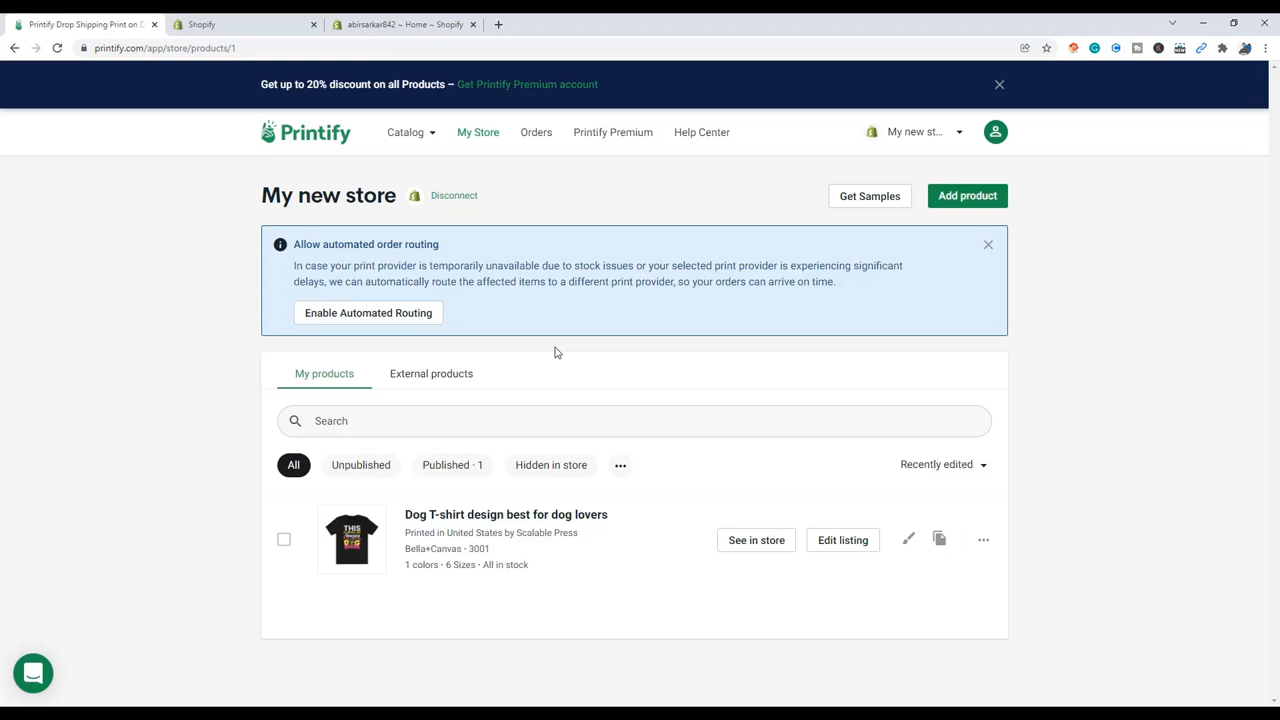 Printify Drop Shipping Print on D
Shopify
abirsarkar842 ~ Home ~ Shopify
printify.com/app/store/products/1
Get up to 20% discount on all Products – Get Printify Premium account
Printify
Catalog
My Store
Orders
Printify Premium
Help Center
My new st...
My new store
Disconnect
Get Samples
Add product
Allow automated order routing
In case your print provider is temporarily unavailable due to stock issues or your selected print provider is experiencing significant
delays, we can automatically route the affected items to a different print provider, so your orders can arrive on time.
Enable Automated Routing
My products
External products
Search
All
Unpublished
Published · 1
Hidden in store
Recently edited
THIS
DOG
Dog T-shirt design best for dog lovers
Printed in United States by Scalable Press
Bella+Canvas · 3001
1 colors · 6 Sizes · All in stock
See in store
Edit listing